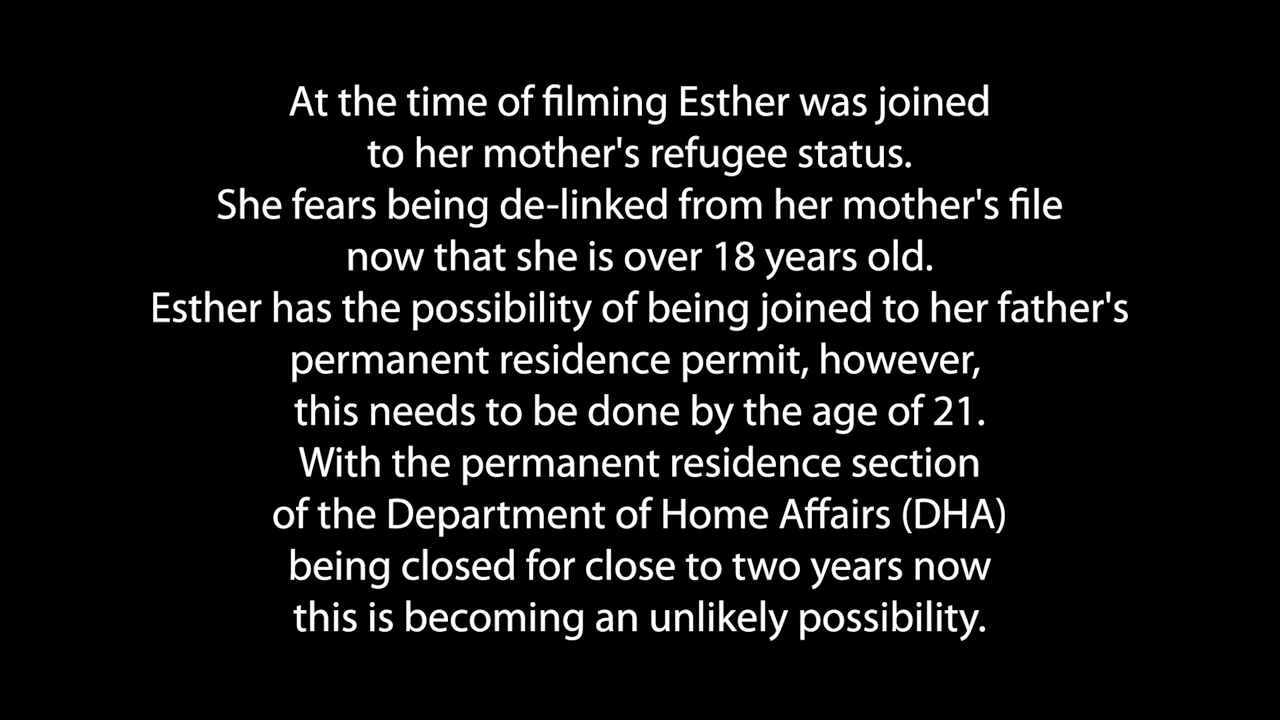 At the time of filming Esther was joined
to her mother's refugee status.
She fears being de-linked from her mother's file
now that she is over 18 years old.
Esther has the possibility of being joined to her father's
permanent residence permit, however,
this needs to be done by the age of 21.
With the permanent residence section
of the Department of Home Affairs (DHA)
being closed for close to two years now
this is becoming an unlikely possibility.